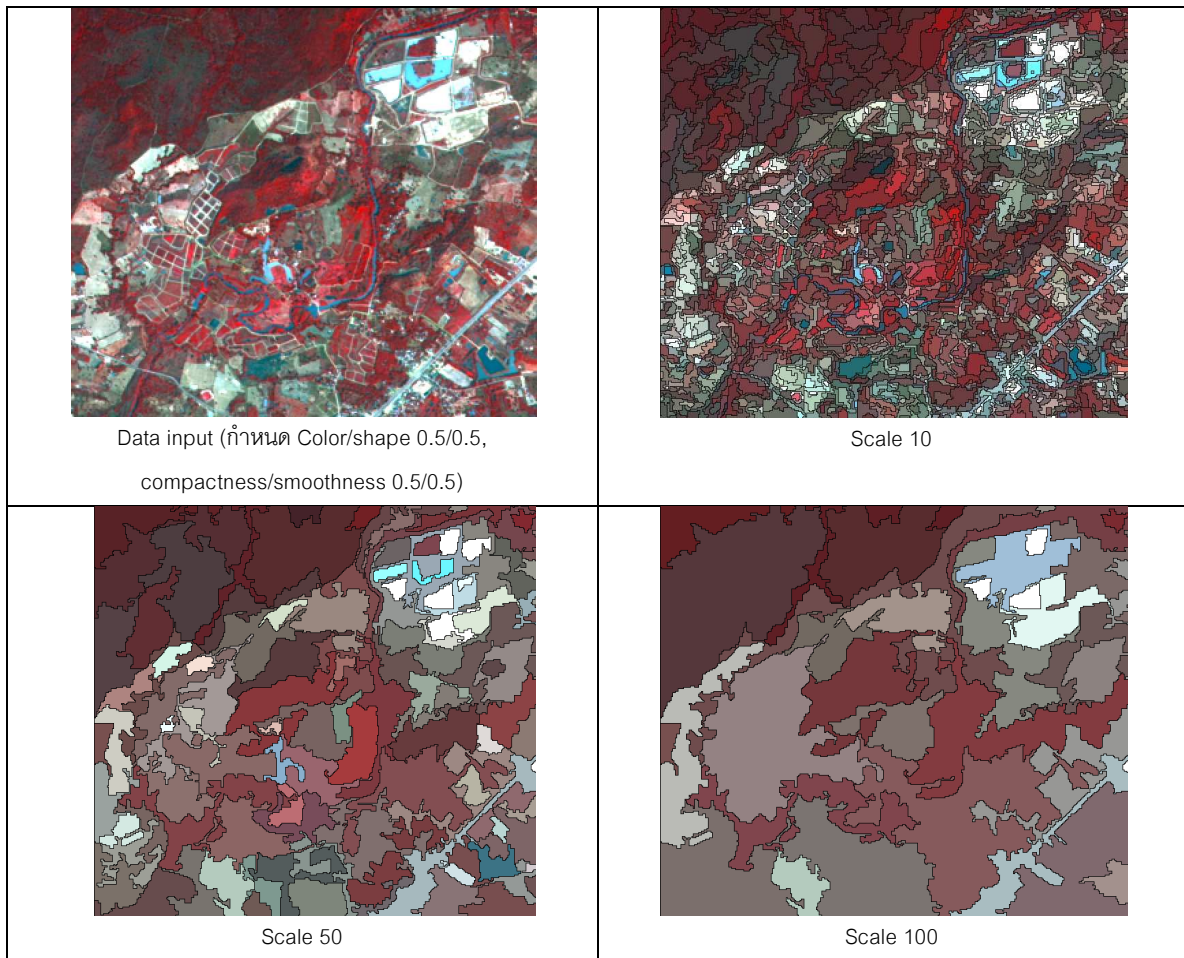 Data input (กำหนด Color/shape 0.5/0.5,
compactness/smoothness 0.5/0.5)
Scale 10
Scale 50
Scale 100